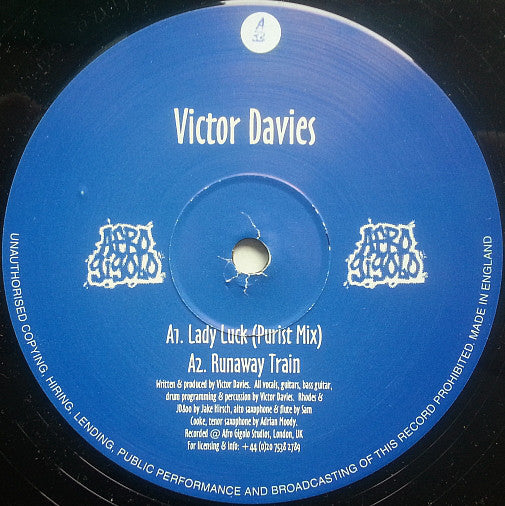 A
Victor Davies
AFRO
GIGOLO
AFRO
GIGOLO
A1. Lady Luck (Purist Mix)
A2. Runaway Train
Written & produced by Victor Davies. All vocals, guitars, bass guitar,
drum programming & percussion by Victor Davies. Rhodes &
JD800 by Jake Hirsch, alto saxophone & flute by Sam
Cooke, tenor saxophone by Adrian Moody.
Recorded @ Afro Gigolo Studios, London, UK
For licensing & info: +44 (0)20 7538 2789
UNAUTHORISED COPYING, HIRING, LENDING, PUBLIC PERFORMANCE AND BROADCASTING OF THIS RECORD PROHIBITED. MADE IN ENGLAND